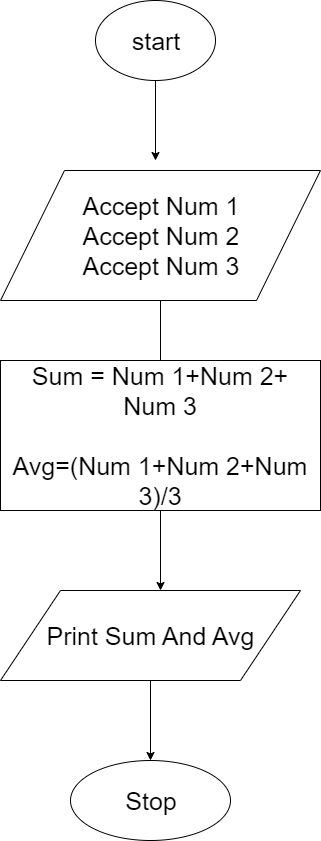 start
Accept Num 1
Accept Num 2
Accept Num 3
Sum = Num 1+Num 2+
Num 3
Avg=(Num 1+Num 2+Num
3)/3
Print Sum And Avg
Stop